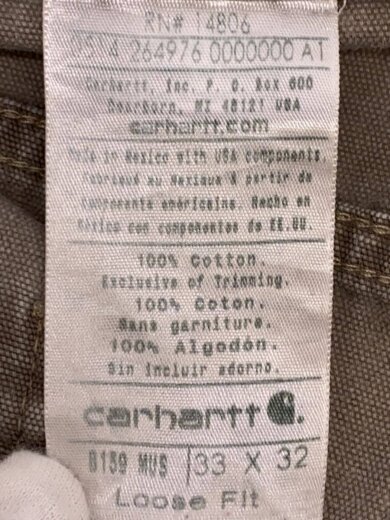 RN# 14806
0514 264976 0000000 A1
Carhartt, Inc. P. O. Box 600
Dearborn, MI 48121 USA
carhartt.com
Made in Mexico with USA components.
Fabriqué au Mexique à partir de
composants américains. Hecho en
México con componentes de EE.UU.
100% Cotton.
Exclusive of Trimming.
100% Coton.
Sans garniture.
100% Algodón.
Sin incluir adorno.
carhartt
B159 MUS 33 X 32
Loose Fit